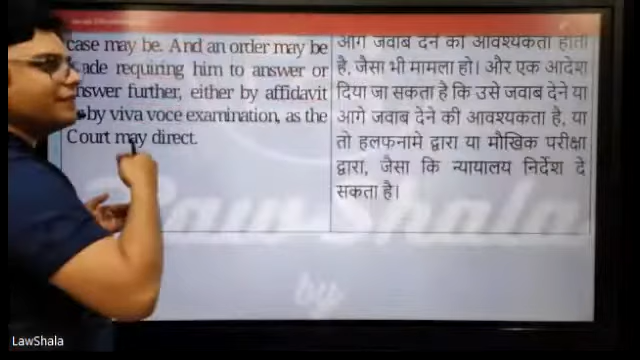 case may be. And an order may be
made requiring him to answer or
answer further, either by affidavit
by viva voce examination, as the
Court may direct.
आगे जवाब देने की आवश्यकता होती
है, जैसा भी मामला हो। और एक आदेश
दिया जा सकता है कि उसे जवाब देने या
आगे जवाब देने की आवश्यकता है, या
तो हलफनामे द्वारा या मौखिक परीक्षा
द्वारा, जैसा कि न्यायालय निर्देश दे
सकता है।
LawShala
by
LawShala